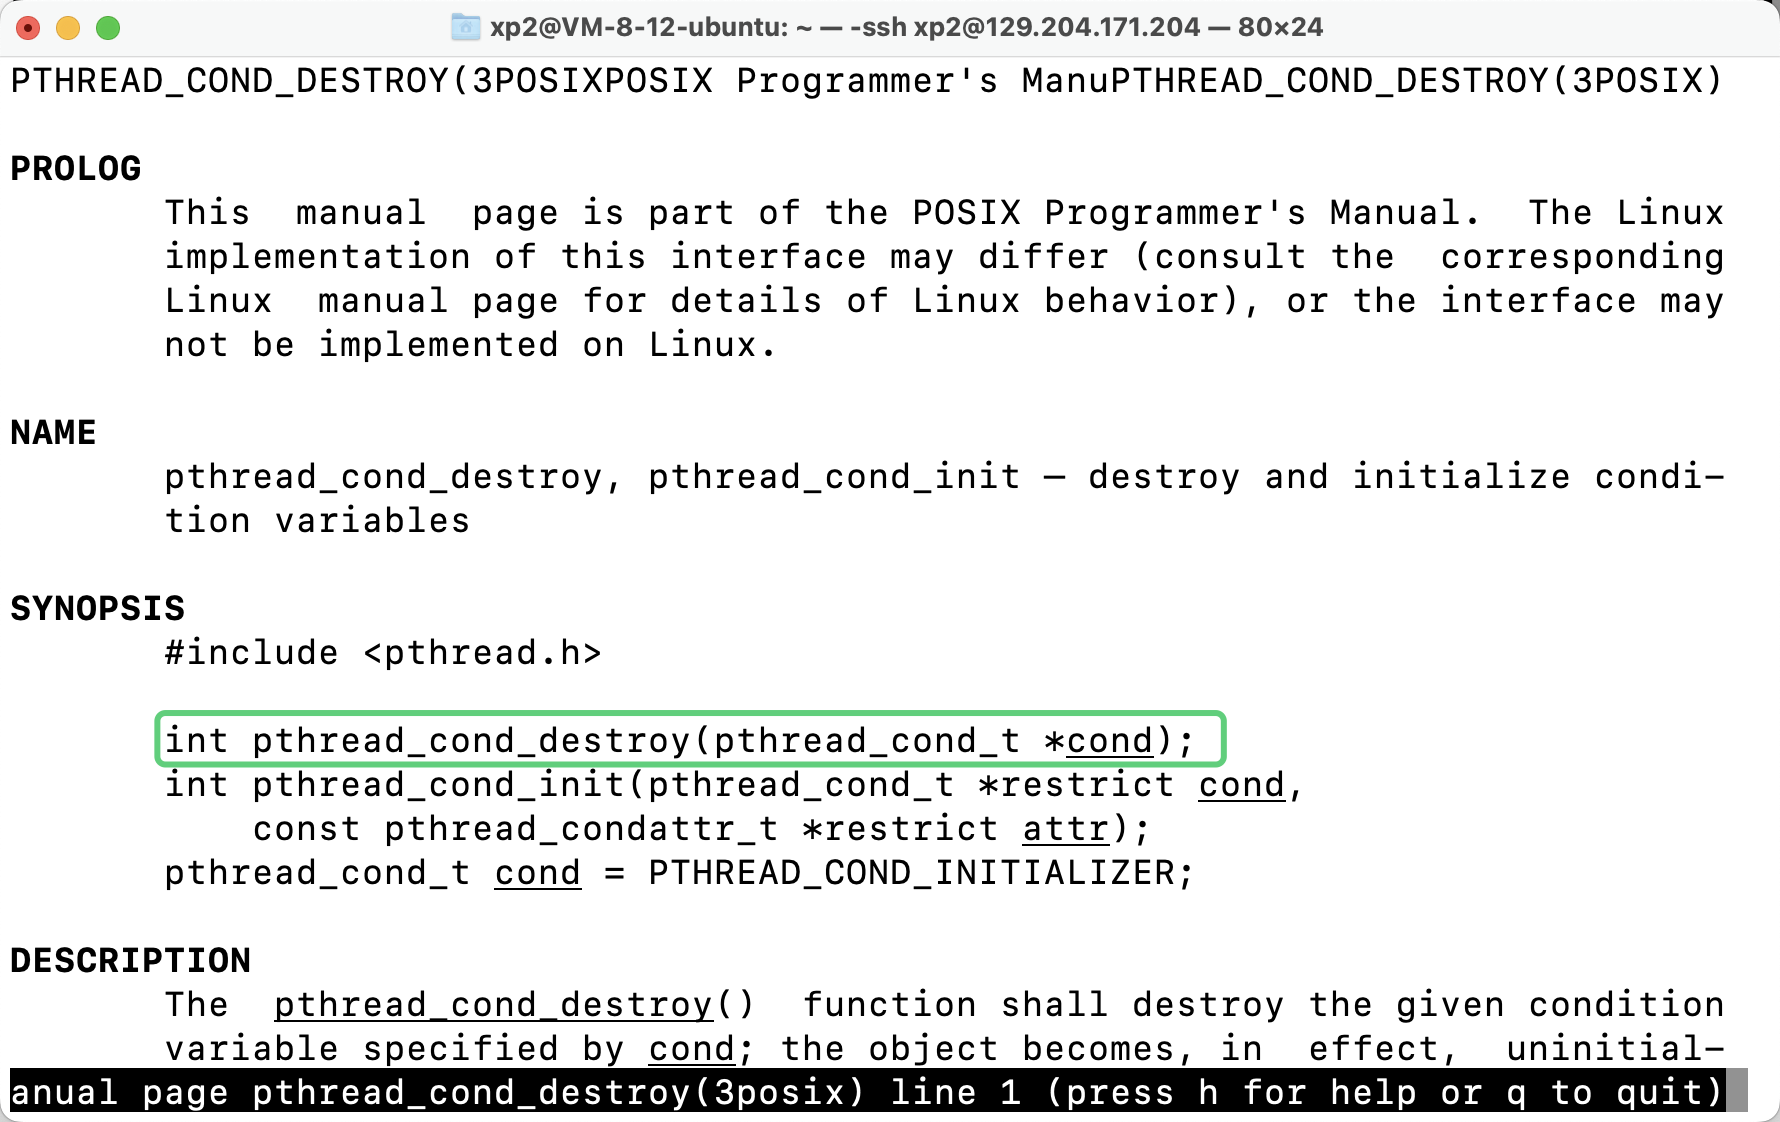 xp2@VM-8-12-ubuntu: ~ — -ssh xp2@129.204.171.204 — 80×24
PTHREAD_COND_DESTROY(3POSIXPOSIX Programmer's ManuPTHREAD_COND_DESTROY(3POSIX)
PROLOG
This manual page is part of the POSIX Programmer's Manual. The Linux
implementation of this interface may differ (consult the corresponding
Linux manual page for details of Linux behavior), or the interface may
not be implemented on Linux.
NAME
pthread_cond_destroy, pthread_cond_init — destroy and initialize condi‐
tion variables
SYNOPSIS
#include <pthread.h>
int pthread_cond_destroy(pthread_cond_t *cond);
int pthread_cond_init(pthread_cond_t *restrict cond,
const pthread_condattr_t *restrict attr);
pthread_cond_t cond = PTHREAD_COND_INITIALIZER;
DESCRIPTION
The pthread_cond_destroy() function shall destroy the given condition
variable specified by cond; the object becomes, in effect, uninitial‐
anual page pthread_cond_destroy(3posix) line 1 (press h for help or q to quit)